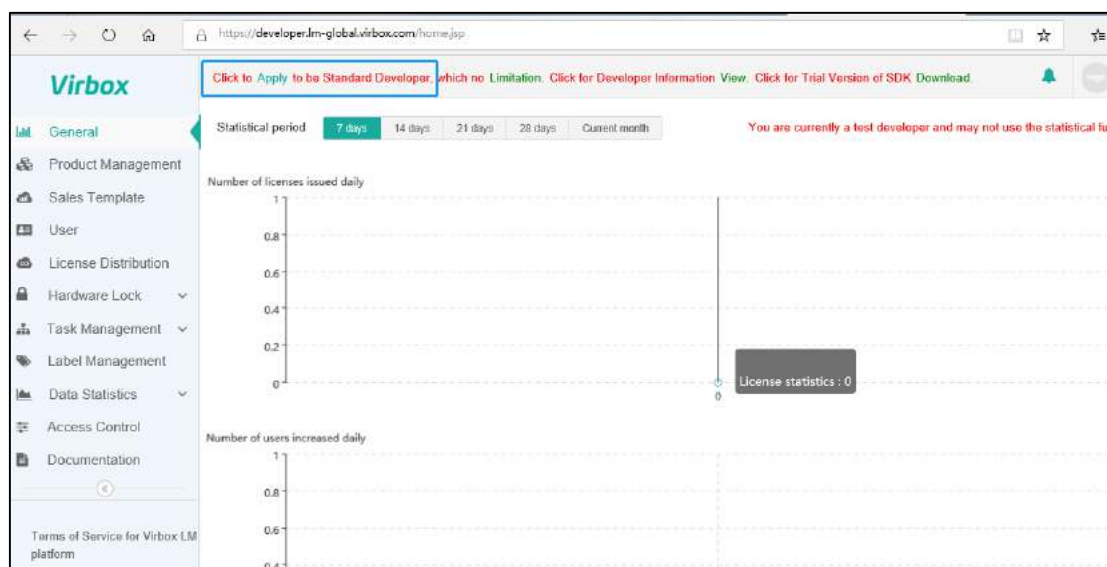 https://developer.lm-global.virbox.com/home.jsp
Virbox
Click to Apply to be Standard Developer, which no Limitation. Click for Developer Information View. Click for Trial Version of SDK Download.
General
Product Management
Sales Template
User
License Distribution
Hardware Lock
Task Management
Label Management
Data Statistics
Access Control
Documentation
Terms of Service for Virbox LM
platform
Statistical period 7 days 14 days 21 days 28 days Current month
You are currently a test developer and may not use the statistical fu
Number of licenses issued daily
1
0.8
0.6
0.4
0.2
0
License statistics : 0
0
Number of users increased daily
1
0.8
0.6
0.4